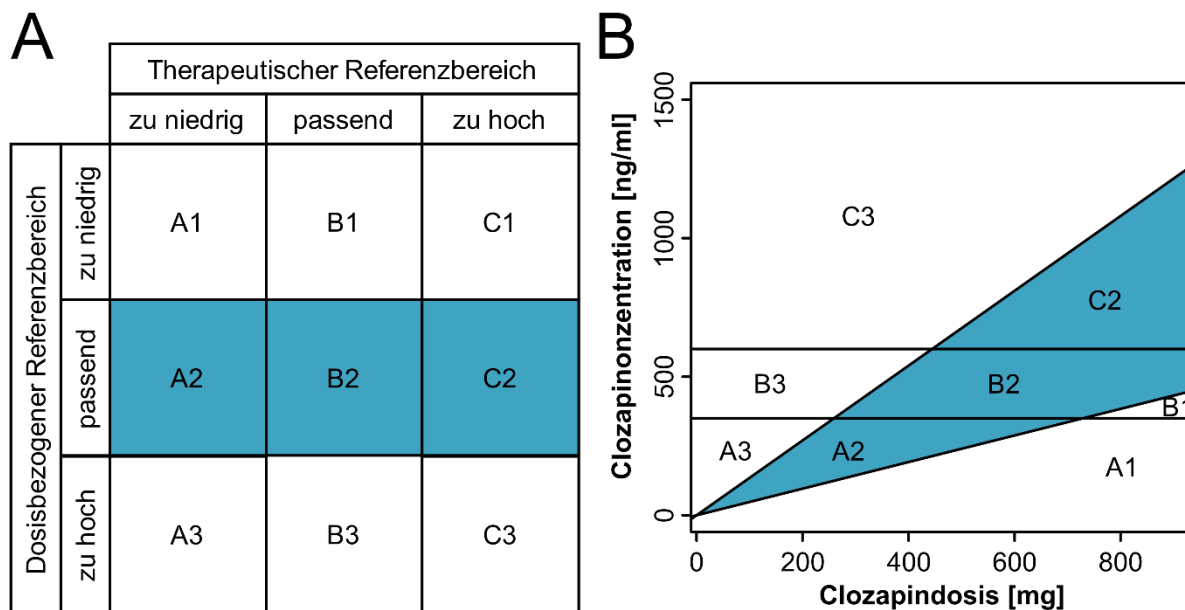 A
Therapeutischer Referenzbereich
zu niedrig passend zu hoch
Dosisbezogener Referenzbereich
zu niedrig
A1 B1 C1
passend
A2 B2 C2
zu hoch
A3 B3 C3
B
Clozapinonzentration [ng/ml]
1500
1000
500
0
C3
C2
B3
B2
B1
A3
A2
A1
0 200 400 600 800
Clozapindosis [mg]